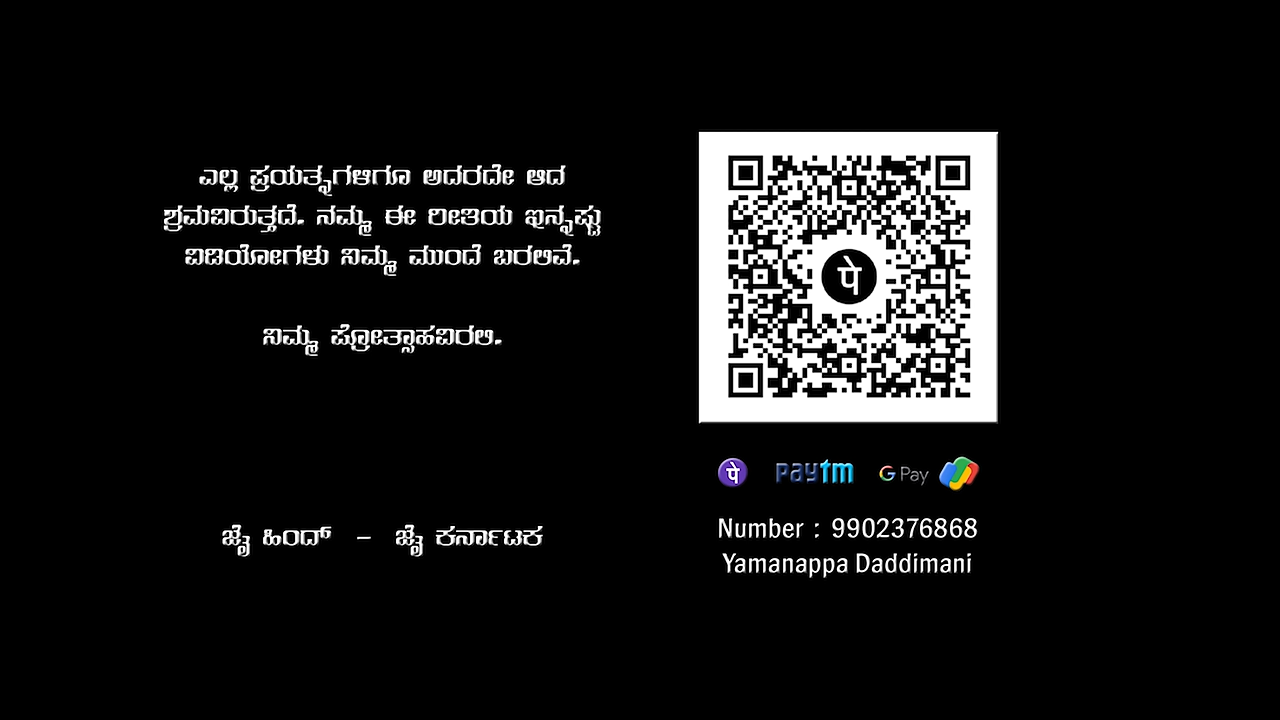 ಎಲ್ಲ ಪ್ರಯತ್ನಗಳಿಗೂ ಅದರದೇ ಆದ
ಶ್ರಮವಿರುತ್ತದೆ. ನಮ್ಮ ಈ ರೀತಿಯ ಇನ್ನಷ್ಟು
ವಿಡಿಯೋಗಳು ನಿಮ್ಮ ಮುಂದೆ ಬರಲಿವೆ.
ನಿಮ್ಮ ಪ್ರೋತ್ಸಾಹವಿರಲಿ.
ಜೈ ಹಿಂದ್ - ಜೈ ಕರ್ನಾಟಕ
पे
पे paytm G Pay
Number : 9902376868
Yamanappa Daddimani